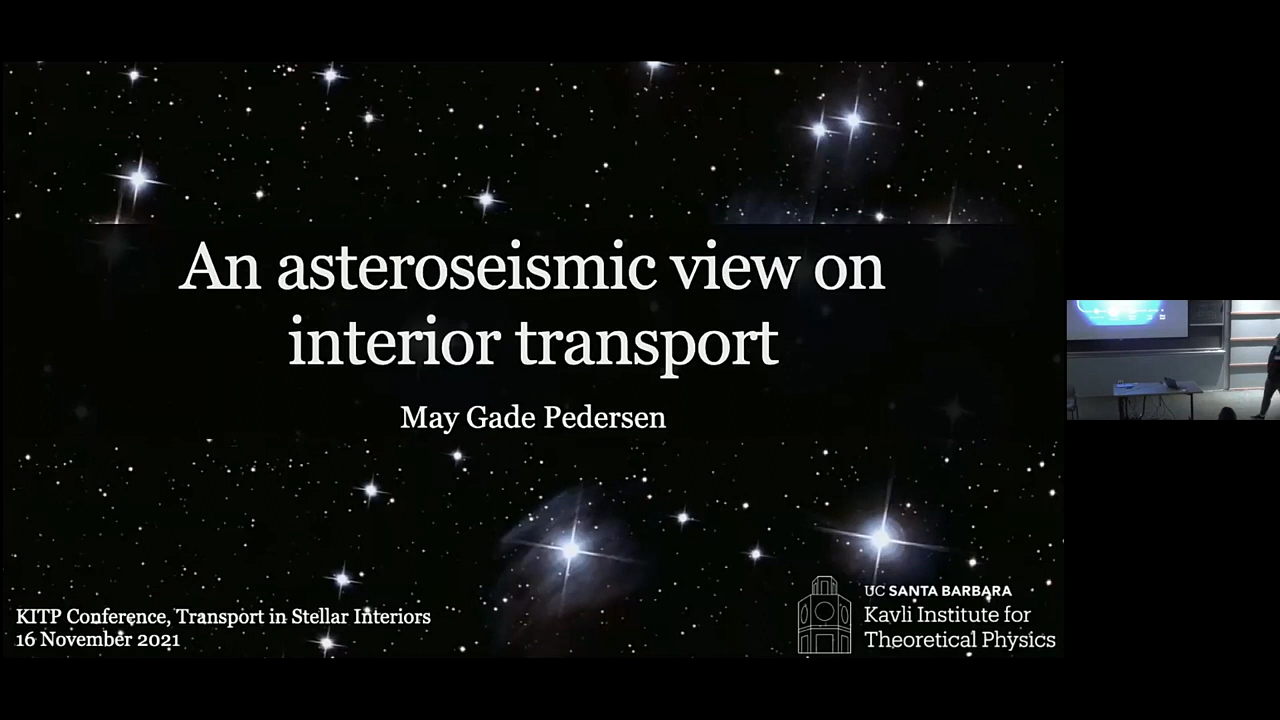 An asteroseismic view on
interior transport
May Gade Pedersen
KITP Conference, Transport in Stellar Interiors
16 November 2021
UC SANTA BARBARA
Kavli Institute for
Theoretical Physics